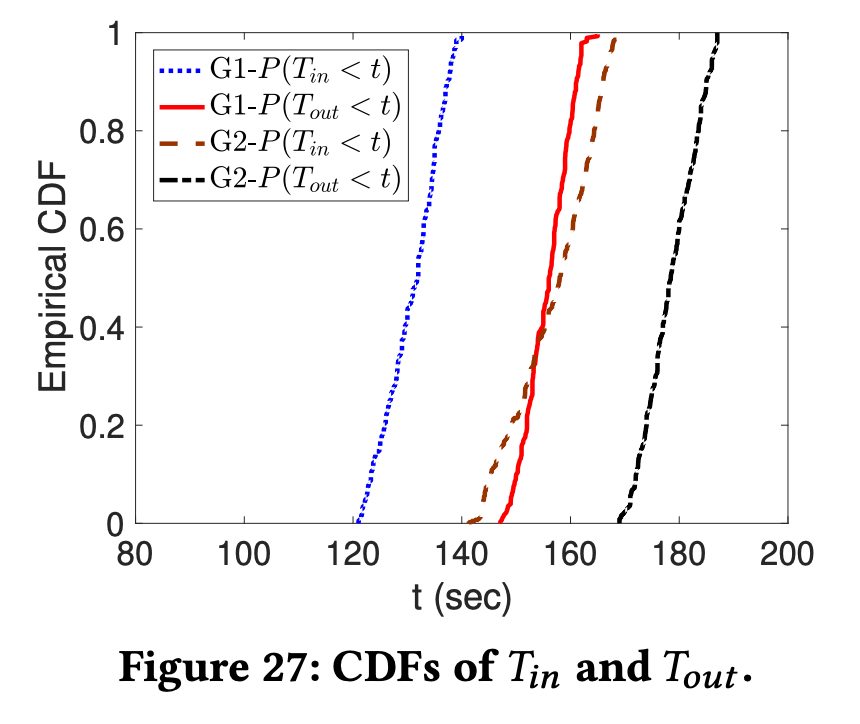 1
0.8
0.6
0.4
0.2
0
Empirical CDF
G1-P(T_in < t)
G1-P(T_out < t)
G2-P(T_in < t)
G2-P(T_out < t)
80 100 120 140 160 180 200
t (sec)
Figure 27: CDFs of T_in and T_out.